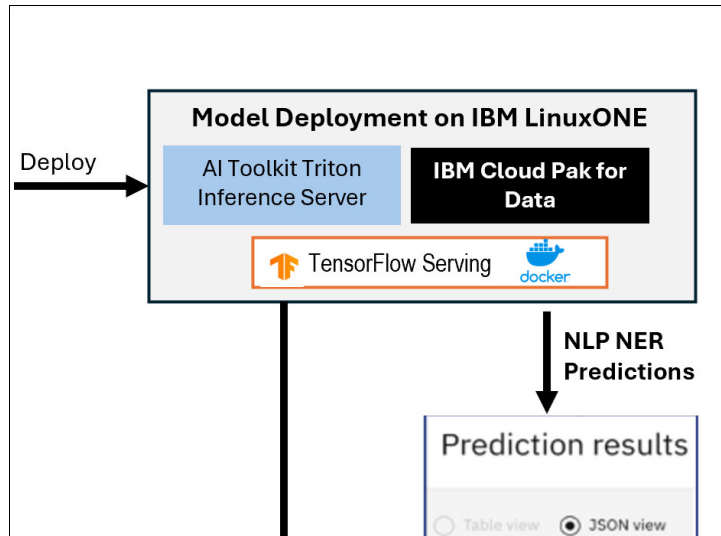 Model Deployment on IBM LinuxONE
Deploy
AI Toolkit Triton
Inference Server
IBM Cloud Pak for
Data
TensorFlow Serving
docker
NLP NER
Predictions
Prediction results
Table view
JSON view